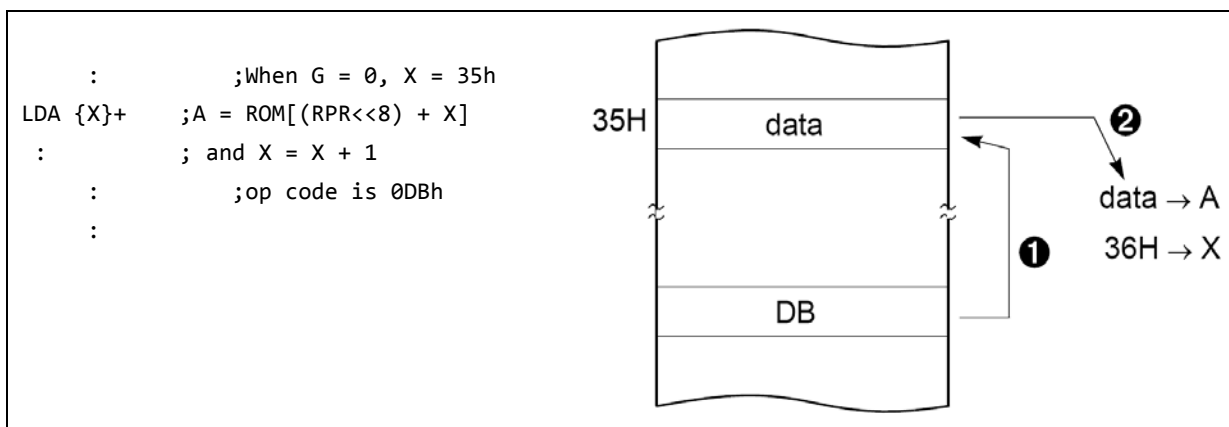 : ;When G = 0, X = 35h
LDA {X}+ ;A = ROM[(RPR<<8) + X]
: ; and X = X + 1
: ;op code is 0DBh
:
35H data ❷
data → A
❶ 36H → X
DB